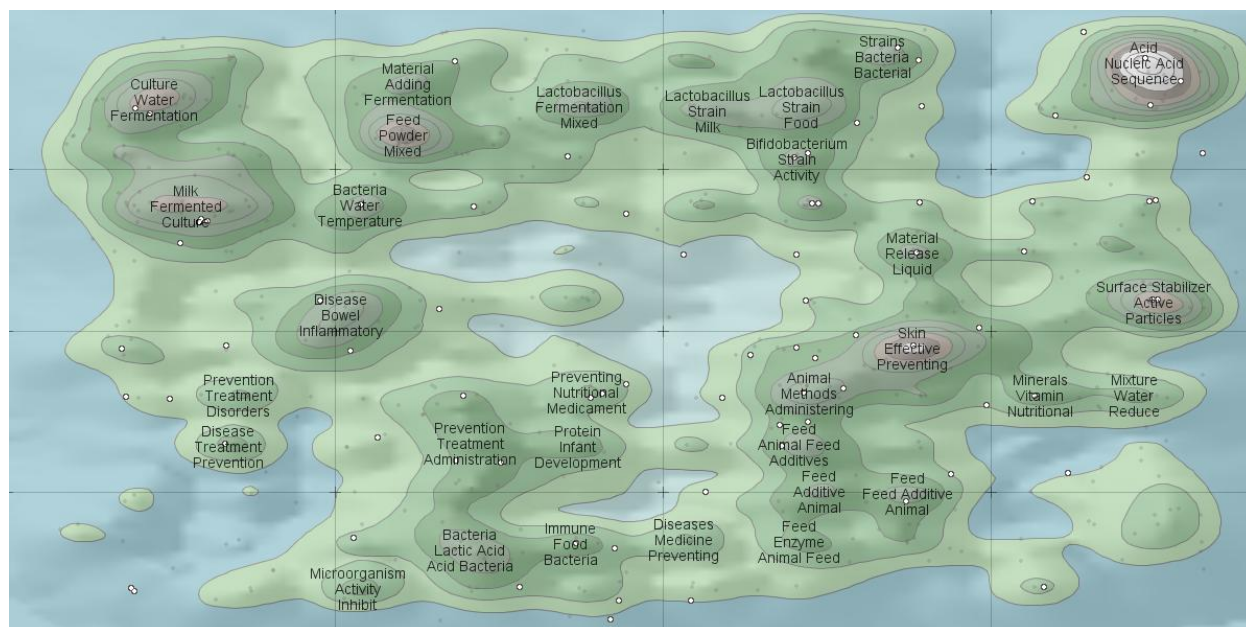 Culture
Water
Fermentation
Material
Adding
Fermentation
Feed
Powder
Mixed
Lactobacillus
Fermentation
Mixed
Lactobacillus
Strain
Milk
Lactobacillus
Strain
Food
Strains
Bacteria
Bacterial
Acid
Nucleic Acid
Sequence
Bifidobacterium
Strain
Activity
Milk
Fermented
Culture
Bacteria
Water
Temperature
Material
Release
Liquid
Disease
Bowel
Inflammatory
Surface Stabilizer
Active
Particles
Skin
Effective
Preventing
Prevention
Treatment
Disorders
Preventing
Nutritional
Medicament
Animal
Methods
Administering
Minerals
Vitamin
Nutritional
Mixture
Water
Reduce
Disease
Treatment
Prevention
Prevention
Treatment
Administration
Protein
Infant
Development
Feed
Animal Feed
Additives
Feed
Additive
Animal
Feed
Feed Additive
Animal
Bacteria
Lactic Acid
Acid Bacteria
Immune
Food
Bacteria
Diseases
Medicine
Preventing
Feed
Enzyme
Animal Feed
Microorganism
Activity
Inhibit